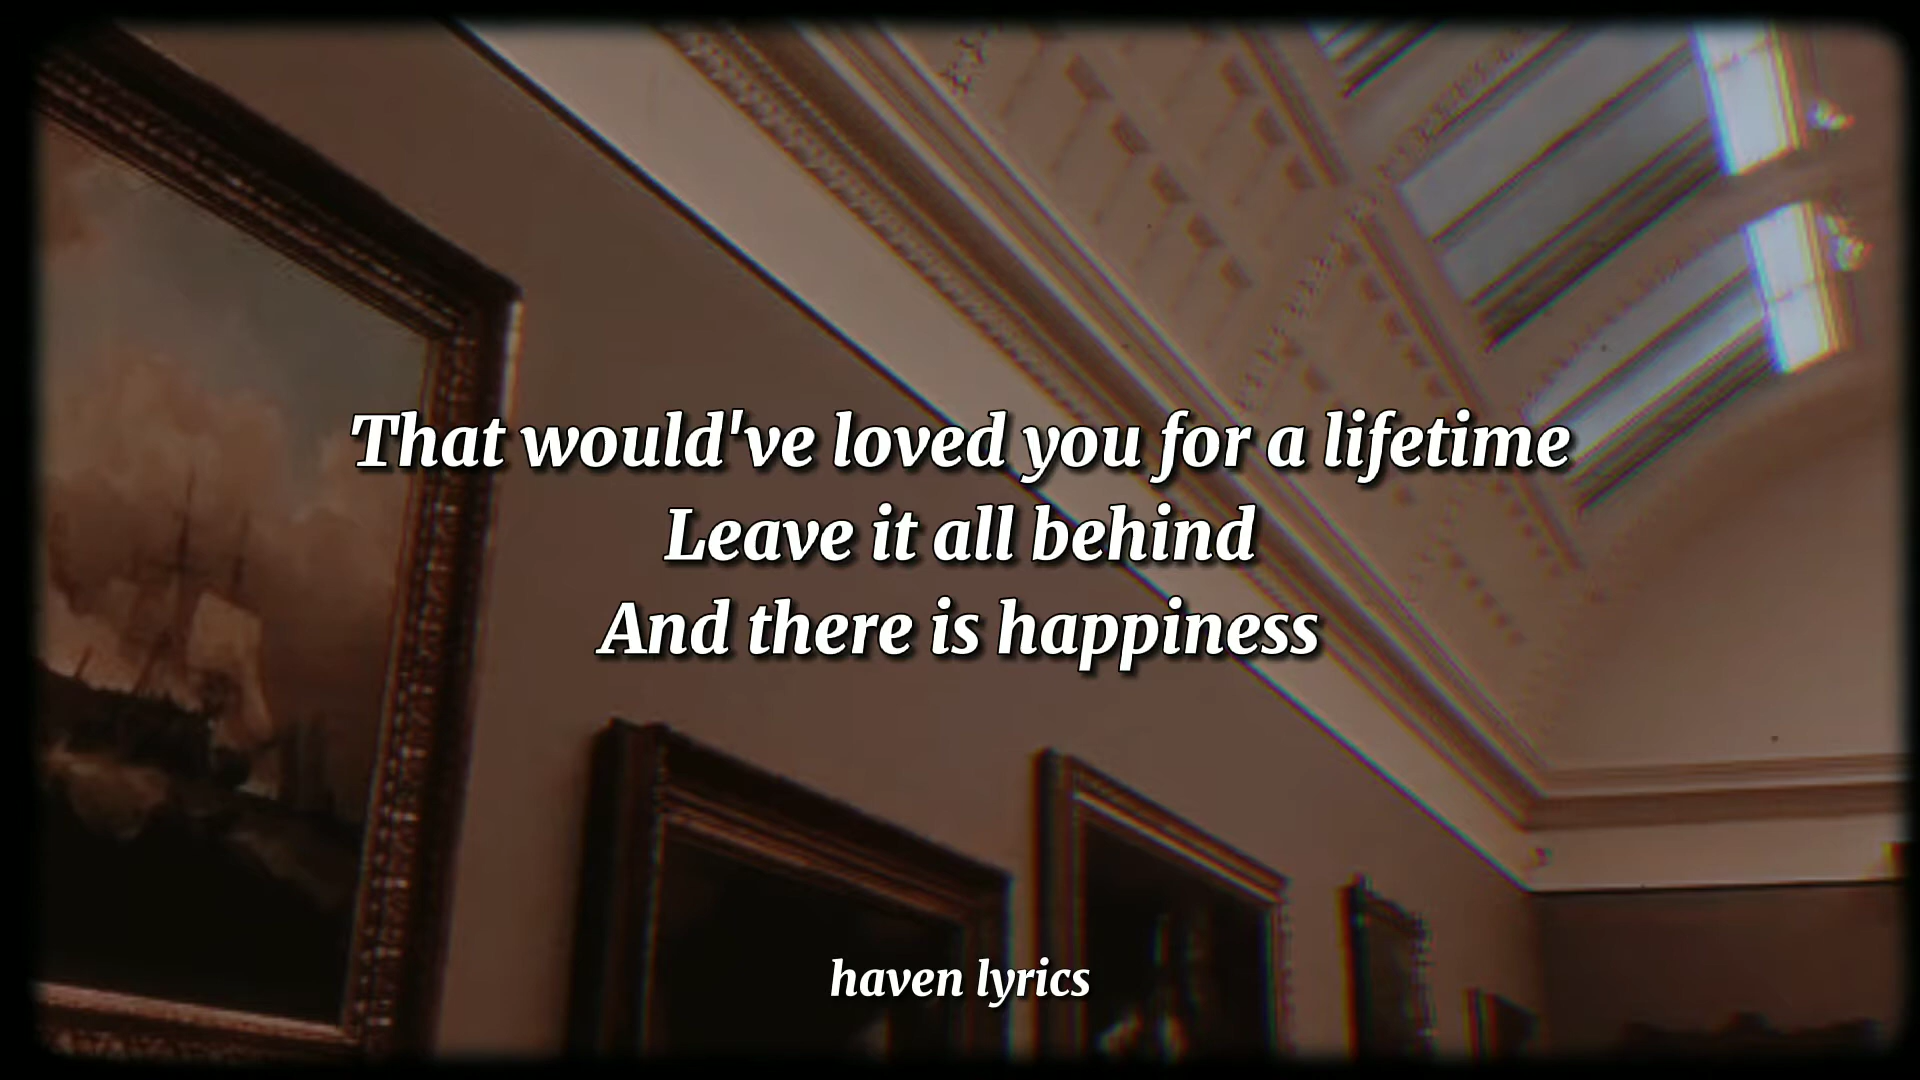 That would've loved you for a lifetime
Leave it all behind
And there is happiness
haven lyrics